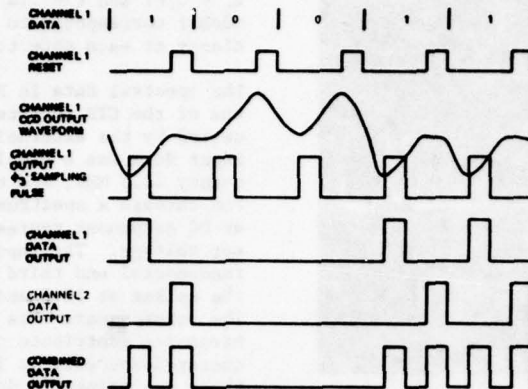 CHANNEL 1
DATA
1 0 0 1 1
CHANNEL 1
RESET
CHANNEL 1
CCD OUTPUT
WAVEFORM
CHANNEL 1
OUTPUT
ϕ3' SAMPLING
PULSE
CHANNEL 1
DATA
OUTPUT
CHANNEL 2
DATA
OUTPUT
COMBINED
DATA
OUTPUT